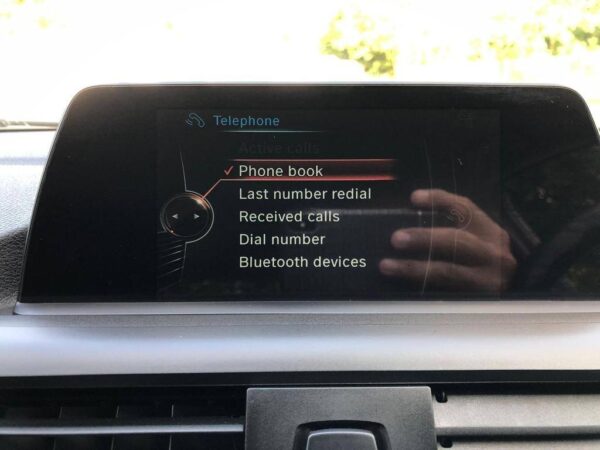 Telephone
Active calls
Phone book
Last number redial
Received calls
Dial number
Bluetooth devices